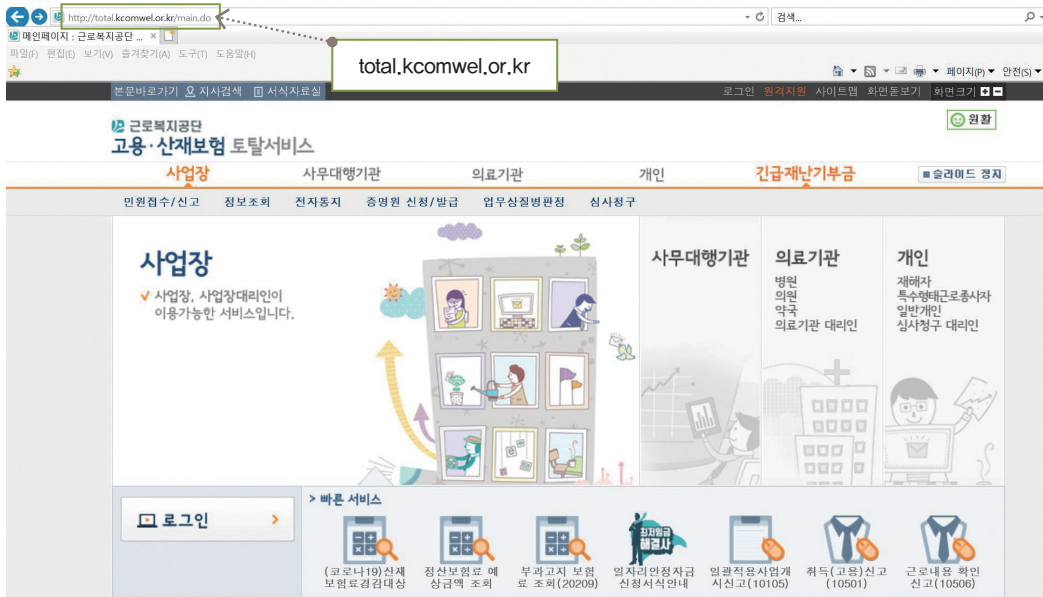 http://total.kcomwel.or.kr/main.do
검색...
메인페이지 : 근로복지공단 ...
파일(F) 편집(E) 보기(V) 즐겨찾기(A) 도구(T) 도움말(H)
total.kcomwel.or.kr
페이지(P) 안전(S)
본문바로가기 지사검색 서식자료실
로그인 원격지원 사이트맵 화면돋보기 화면크기
근로복지공단
고용·산재보험 토탈서비스
원활
사업장 사무대행기관 의료기관 개인 긴급재난기부금
슬라이드 정지
민원접수/신고 정보조회 전자통지 증명원 신청/발급 업무상질병판정 심사청구
사업장
사업장, 사업장대리인이
이용가능한 서비스입니다.
사무대행기관
의료기관
병원
의원
약국
의료기관 대리인
개인
재해자
특수형태근로종사자
일반개인
심사청구 대리인
로그인 >
> 빠른 서비스
(코로나19)산재
보험료경감대상
정산보험료 예
상금액 조회
부과고지 보험
료 조회(20209)
최저임금
해결사
일자리안정자금
신청서식안내
일괄적용사업개
시신고(10105)
취득(고용)신고
(10501)
근로내용 확인
신고(10506)